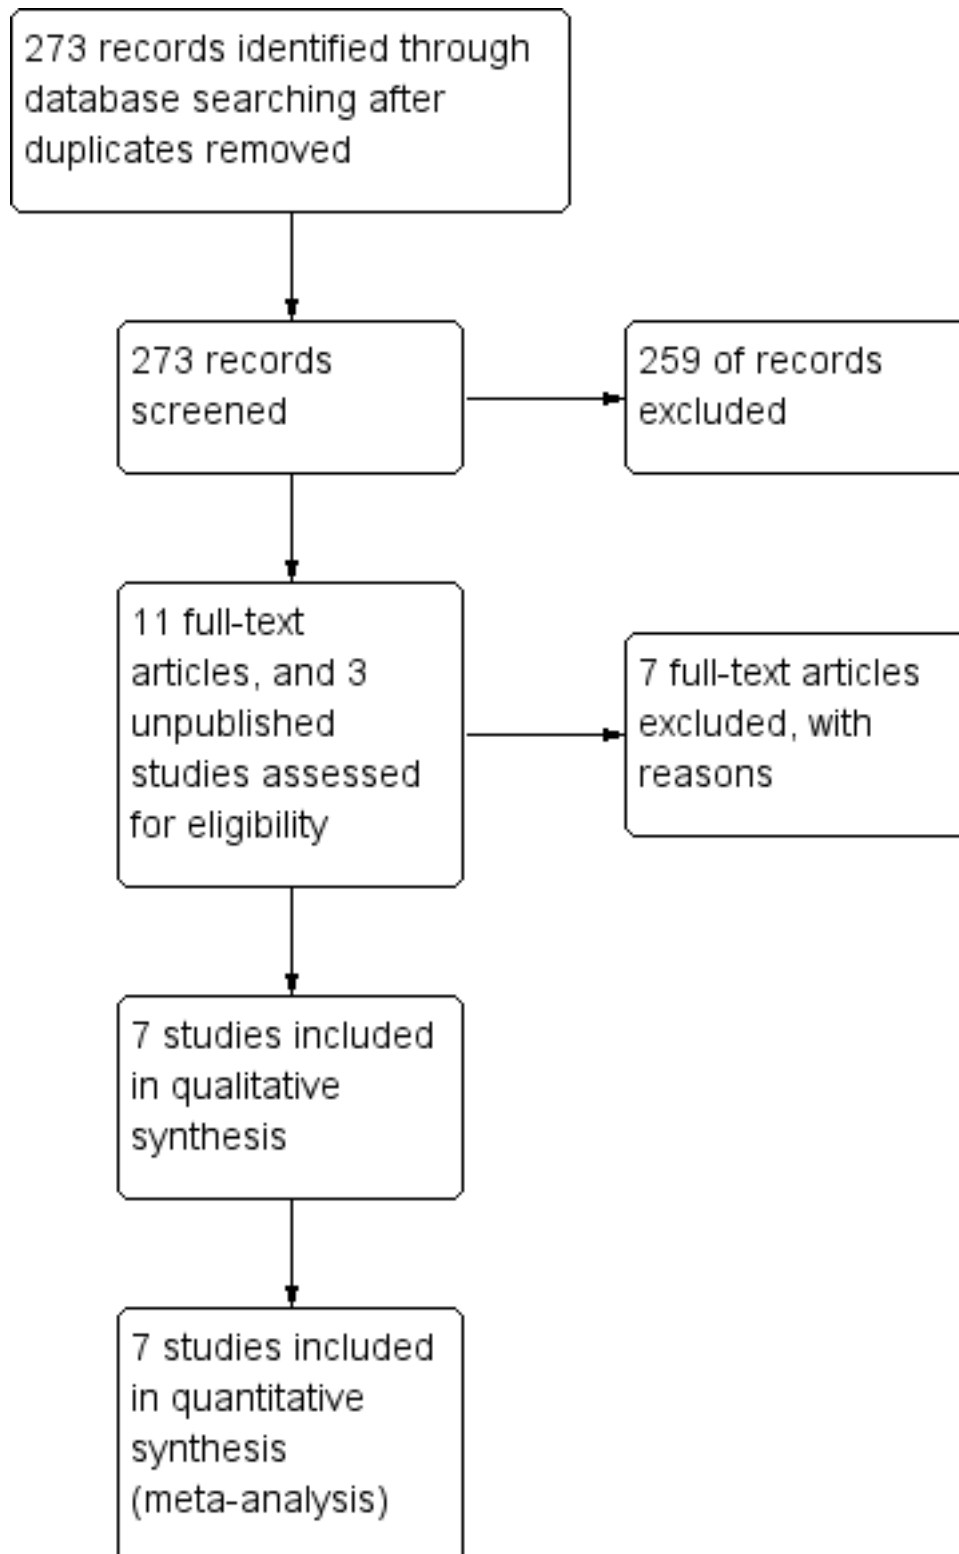 273 records identified through
database searching after
duplicates removed
273 records
screened
259 of records
excluded
11 full-text
articles, and 3
unpublished
studies assessed
for eligibility
7 full-text articles
excluded, with
reasons
7 studies included
in qualitative
synthesis
7 studies included
in quantitative
synthesis
(meta-analysis)